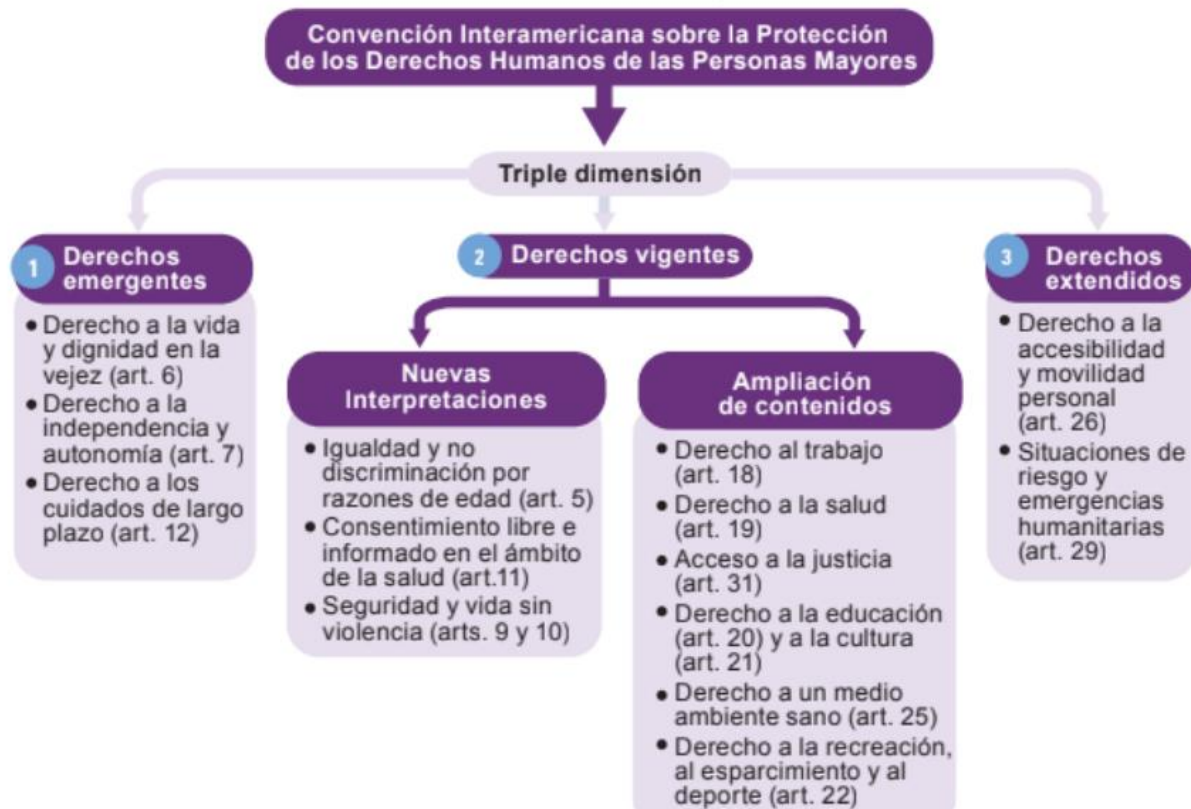 Convención Interamericana sobre la Protección
de los Derechos Humanos de las Personas Mayores
Triple dimensión
1
Derechos
emergentes
• Derecho a la vida
y dignidad en la
vejez (art. 6)
• Derecho a la
independencia y
autonomía (art. 7)
• Derecho a los
cuidados de largo
plazo (art. 12)
2
Derechos vigentes
Nuevas
Interpretaciones
• Igualdad y no
discriminación por
razones de edad (art. 5)
• Consentimiento libre e
informado en el ámbito
de la salud (art.11)
• Seguridad y vida sin
violencia (arts. 9 y 10)
Ampliación
de contenidos
• Derecho al trabajo
(art. 18)
• Derecho a la salud
(art. 19)
• Acceso a la justicia
(art. 31)
• Derecho a la educación
(art. 20) y a la cultura
(art. 21)
• Derecho a un medio
ambiente sano (art. 25)
• Derecho a la recreación,
al esparcimiento y al
deporte (art. 22)
3
Derechos
extendidos
• Derecho a la
accesibilidad
y movilidad
personal
(art. 26)
• Situaciones de
riesgo y
emergencias
humanitarias
(art. 29)